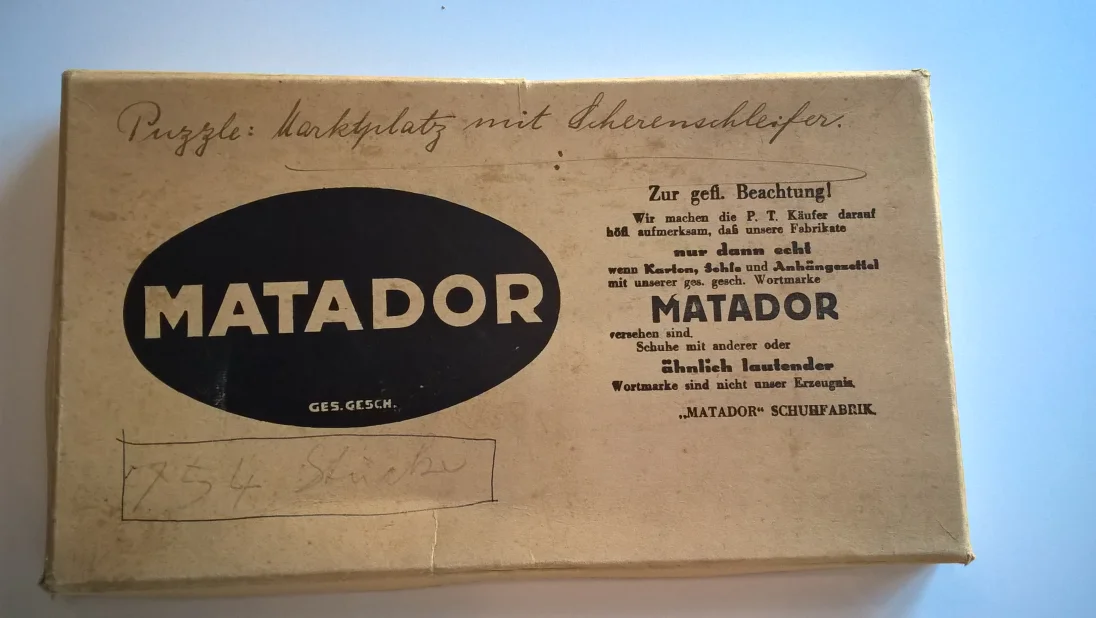 Puzzle: Marktplatz mit Scherenschleifer.
MATADOR
GES. GESCH.
754 Stücke
Zur gefl. Beachtung!
Wir machen die P. T. Käufer darauf
höfl. aufmerksam, daß unsere Fabrikate
nur dann echt
wenn Karton, Sohle und Anhängezettel
mit unserer ges. gesch. Wortmarke
MATADOR
versehen sind.
Schuhe mit anderer oder
ähnlich lautender
Wortmarke sind nicht unser Erzeugnis.
„MATADOR“ SCHUHFABRIK.